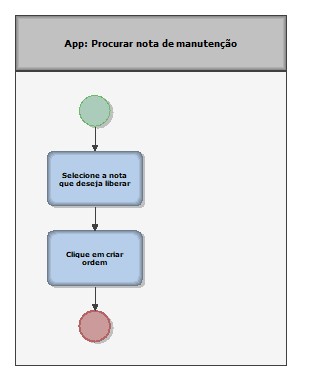 App: Procurar nota de manutenção
Selecione a nota
que deseja liberar
Clique em criar
ordem